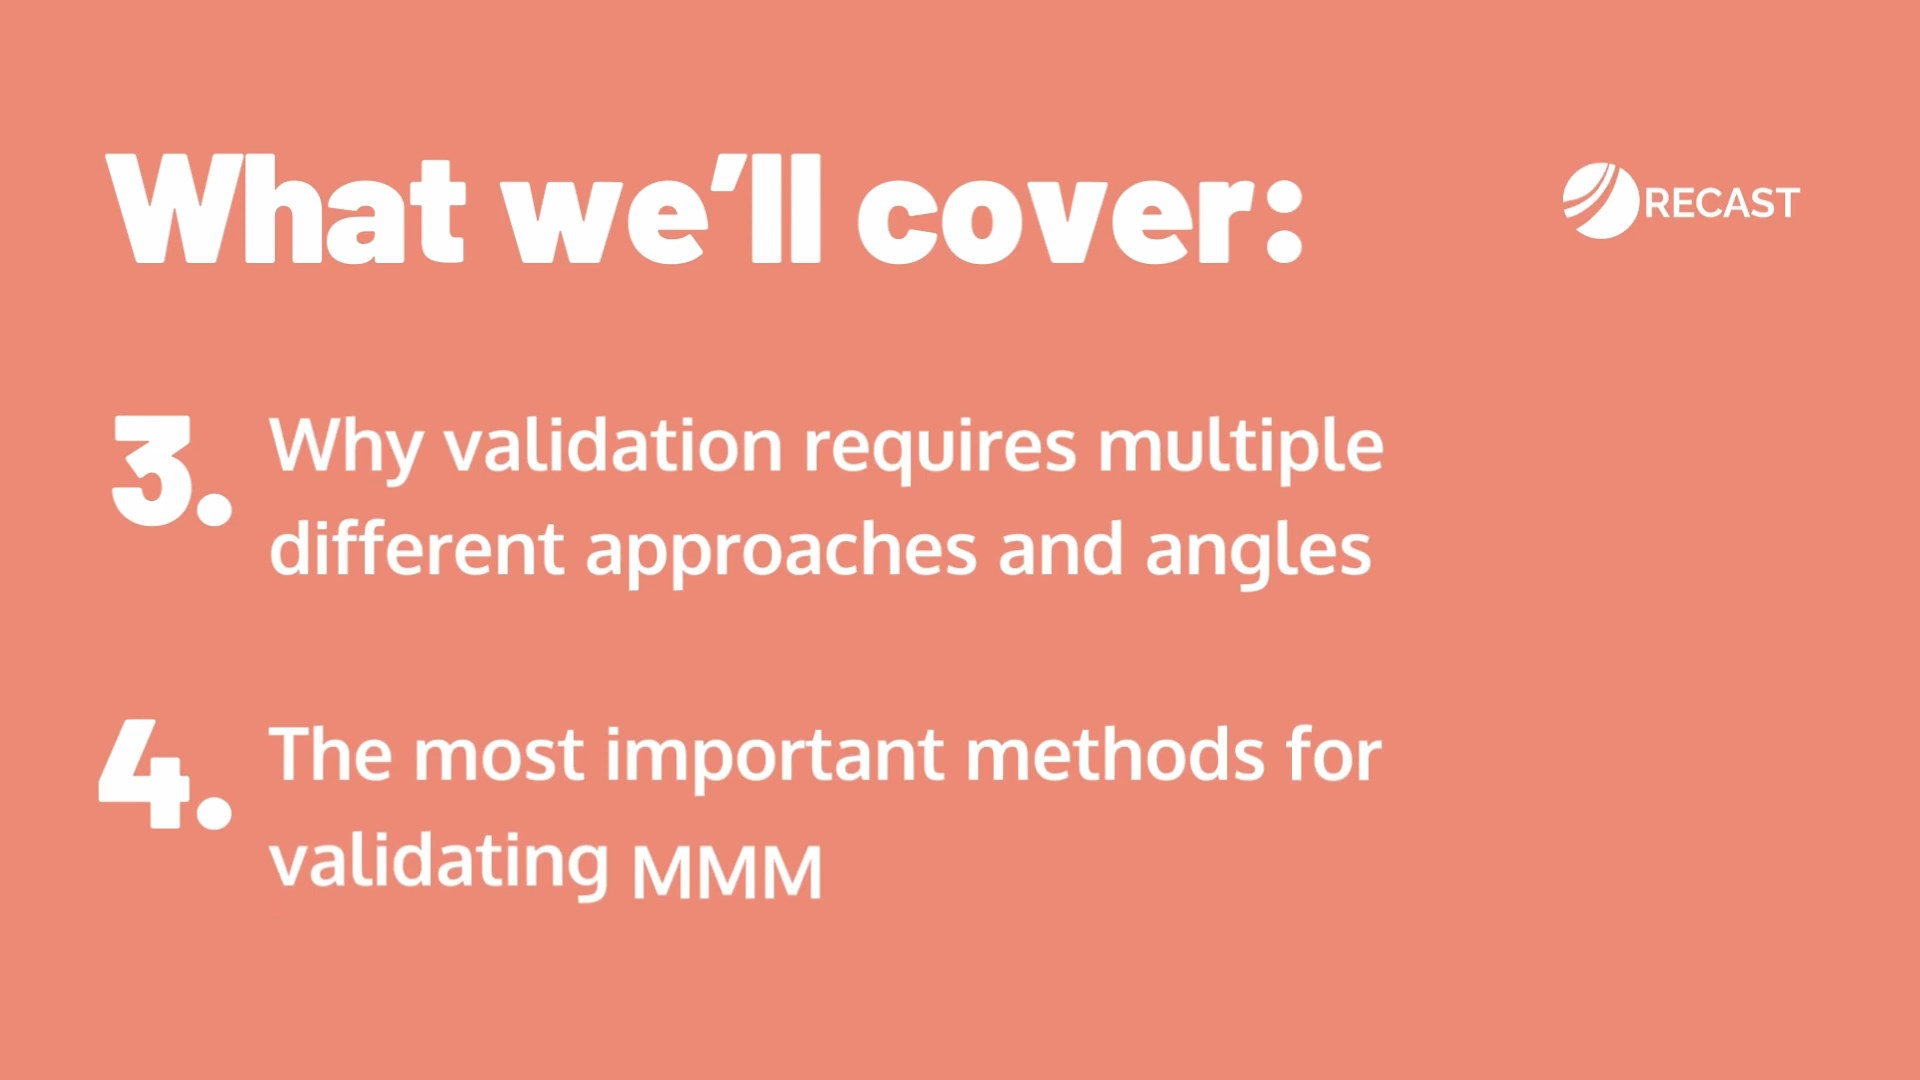 What we’ll cover:
RECAST
3. Why validation requires multiple
different approaches and angles
4. The most important methods for
validating MMM